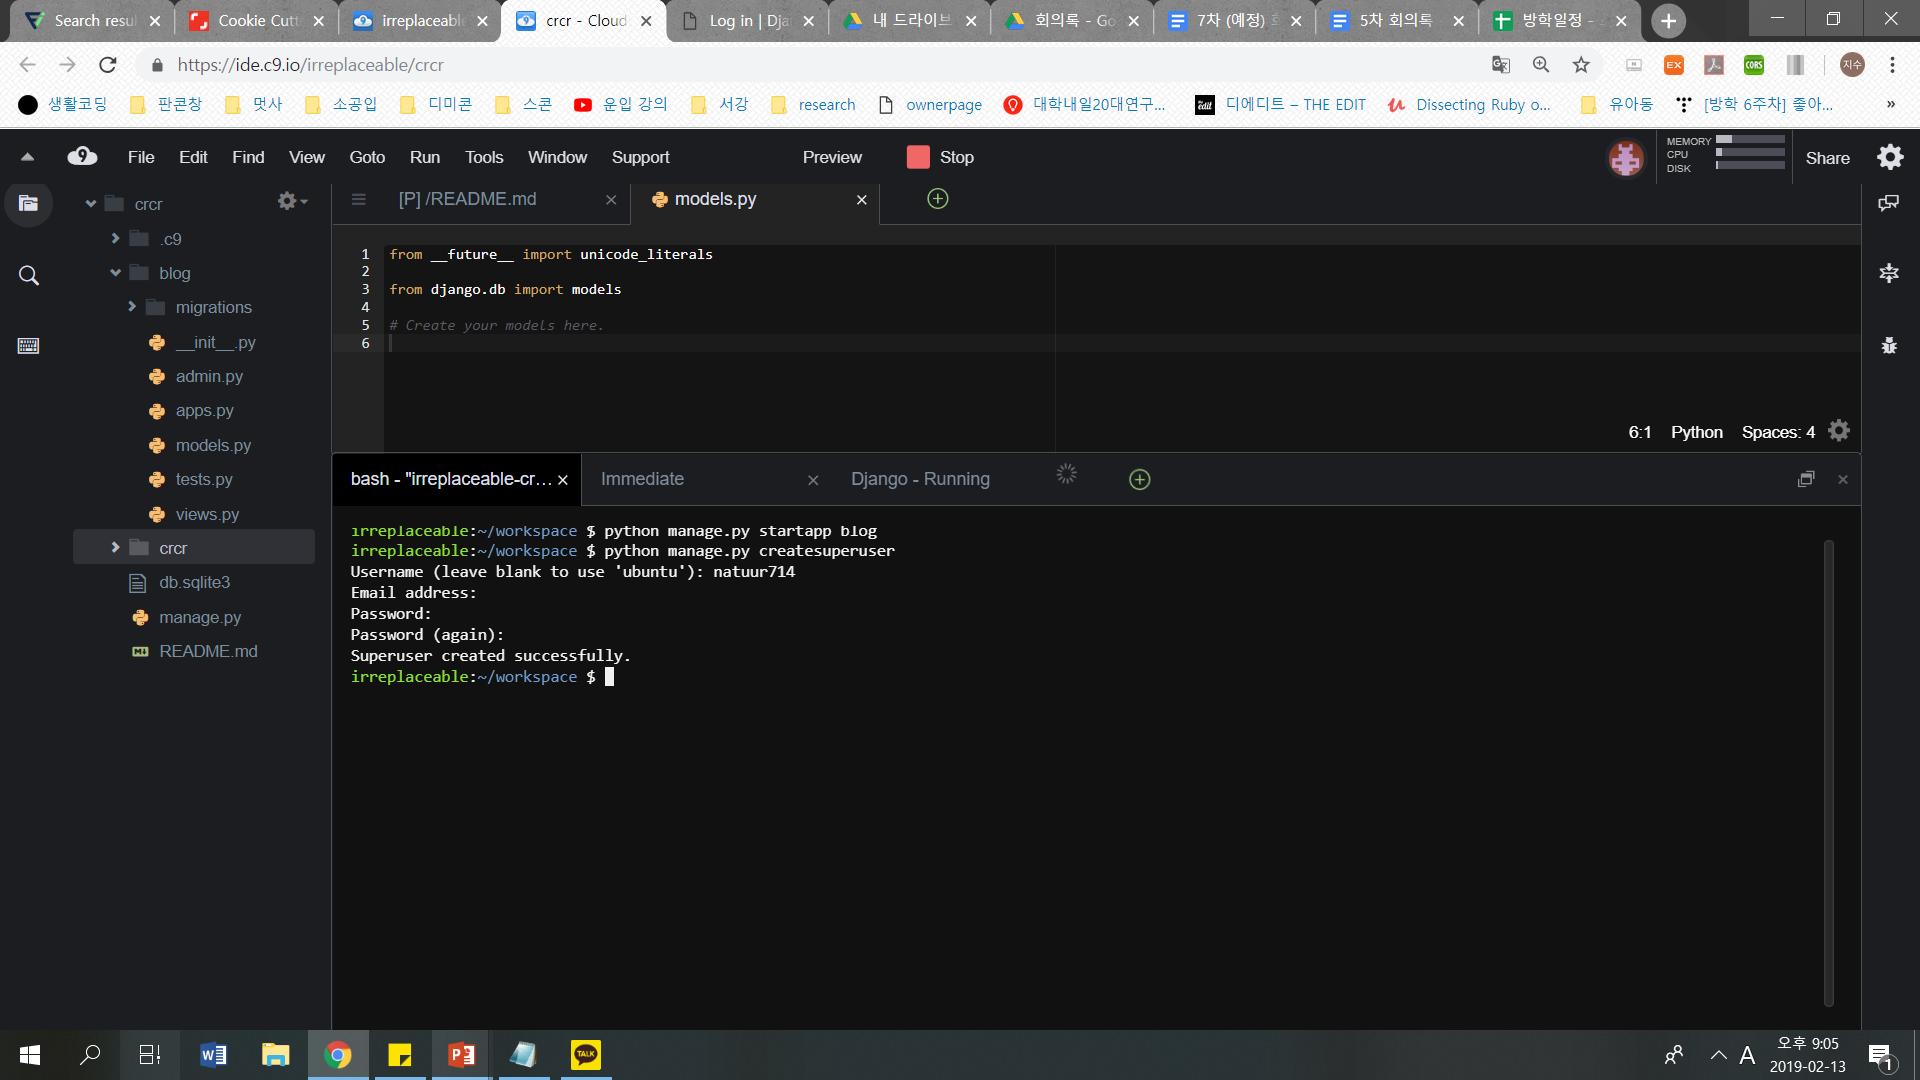 Search resul
Cookie Cutt
irreplaceable
crcr - Cloud
Log in | Dja
내 드라이브
회의록 - Go
7차 (예정) 회
5차 회의록
방학일정 -
https://ide.c9.io/irreplaceable/crcr
EX
CORS
지수
생활코딩
판콘창
멋사
소공입
디미콘
스콘
운입 강의
서강
research
ownerpage
대학내일20대연구...
edit
디에디트 – THE EDIT
Dissecting Ruby o...
유아동
[방학 6주차] 좋아...
»
9
File
Edit
Find
View
Goto
Run
Tools
Window
Support
Preview
Stop
MEMORY
CPU
DISK
Share
crcr
.c9
blog
migrations
__init__.py
admin.py
apps.py
models.py
tests.py
views.py
crcr
db.sqlite3
manage.py
README.md
[P] /README.md
models.py
1 from __future__ import unicode_literals
2
3 from django.db import models
4
5 # Create your models here.
6
6:1
Python
Spaces: 4
bash - "irreplaceable-cr...
Immediate
Django - Running
irreplaceable:~/workspace $ python manage.py startapp blog
irreplaceable:~/workspace $ python manage.py createsuperuser
Username (leave blank to use 'ubuntu'): natuur714
Email address:
Password:
Password (again):
Superuser created successfully.
irreplaceable:~/workspace $
TALK
A
오후 9:05
2019-02-13
1